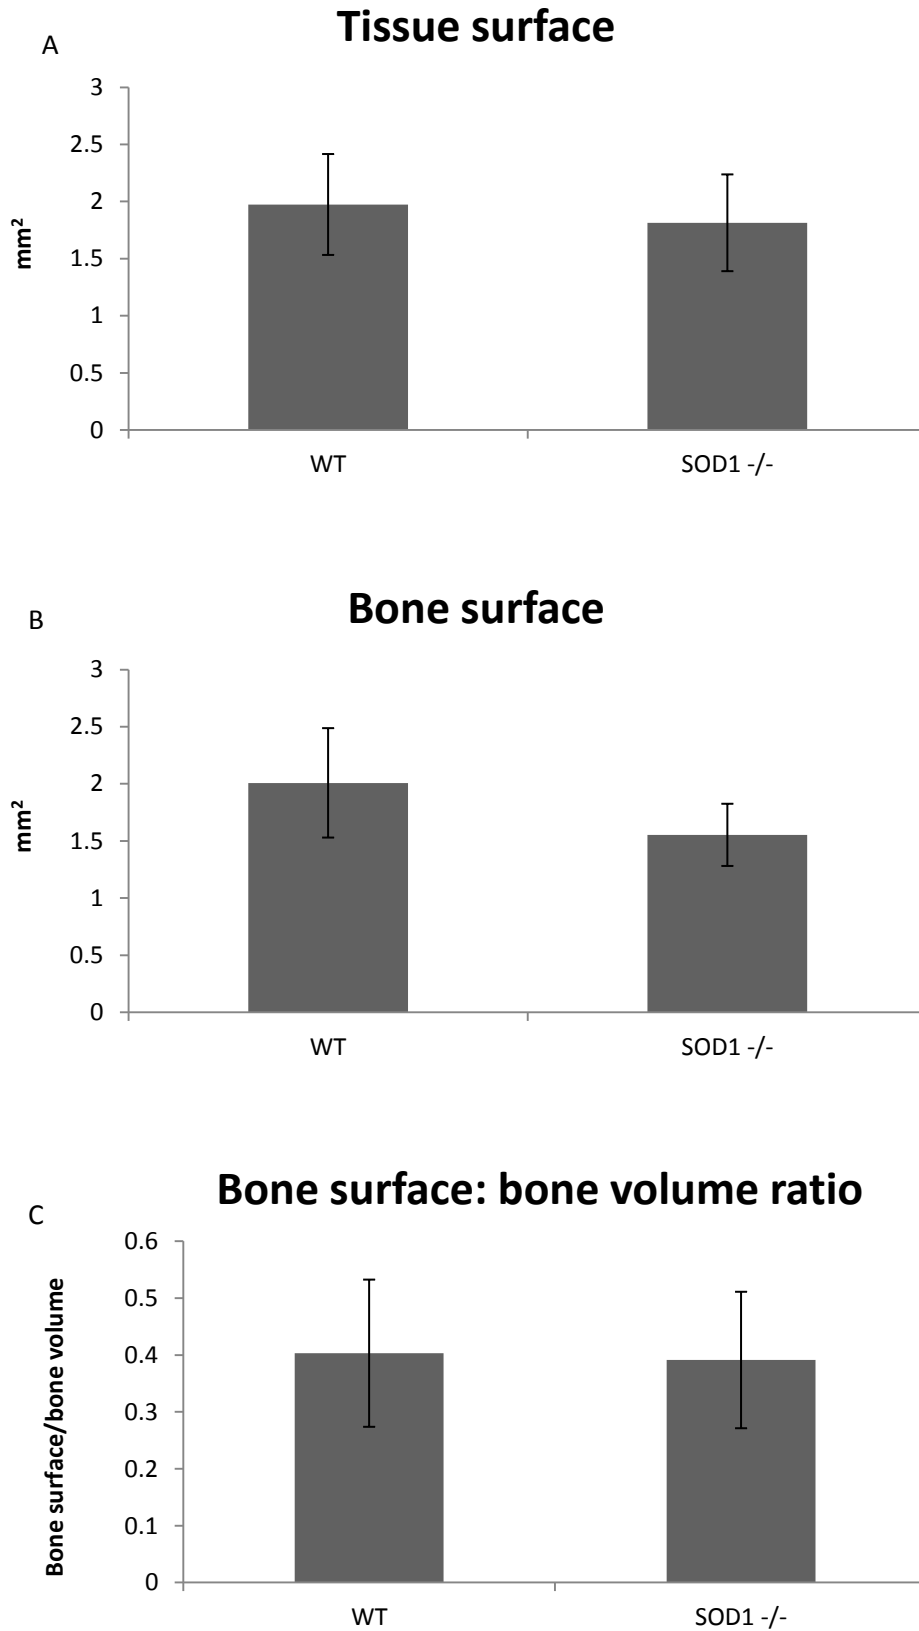 A
Tissue surface
3
2.5
2
1.5
1
0.5
0
mm²
WT
SOD1 -/-
B
Bone surface
3
2.5
2
1.5
1
0.5
0
mm²
WT
SOD1 -/-
C
Bone surface: bone volume ratio
0.6
0.5
0.4
0.3
0.2
0.1
0
Bone surface/bone volume
WT
SOD1 -/-